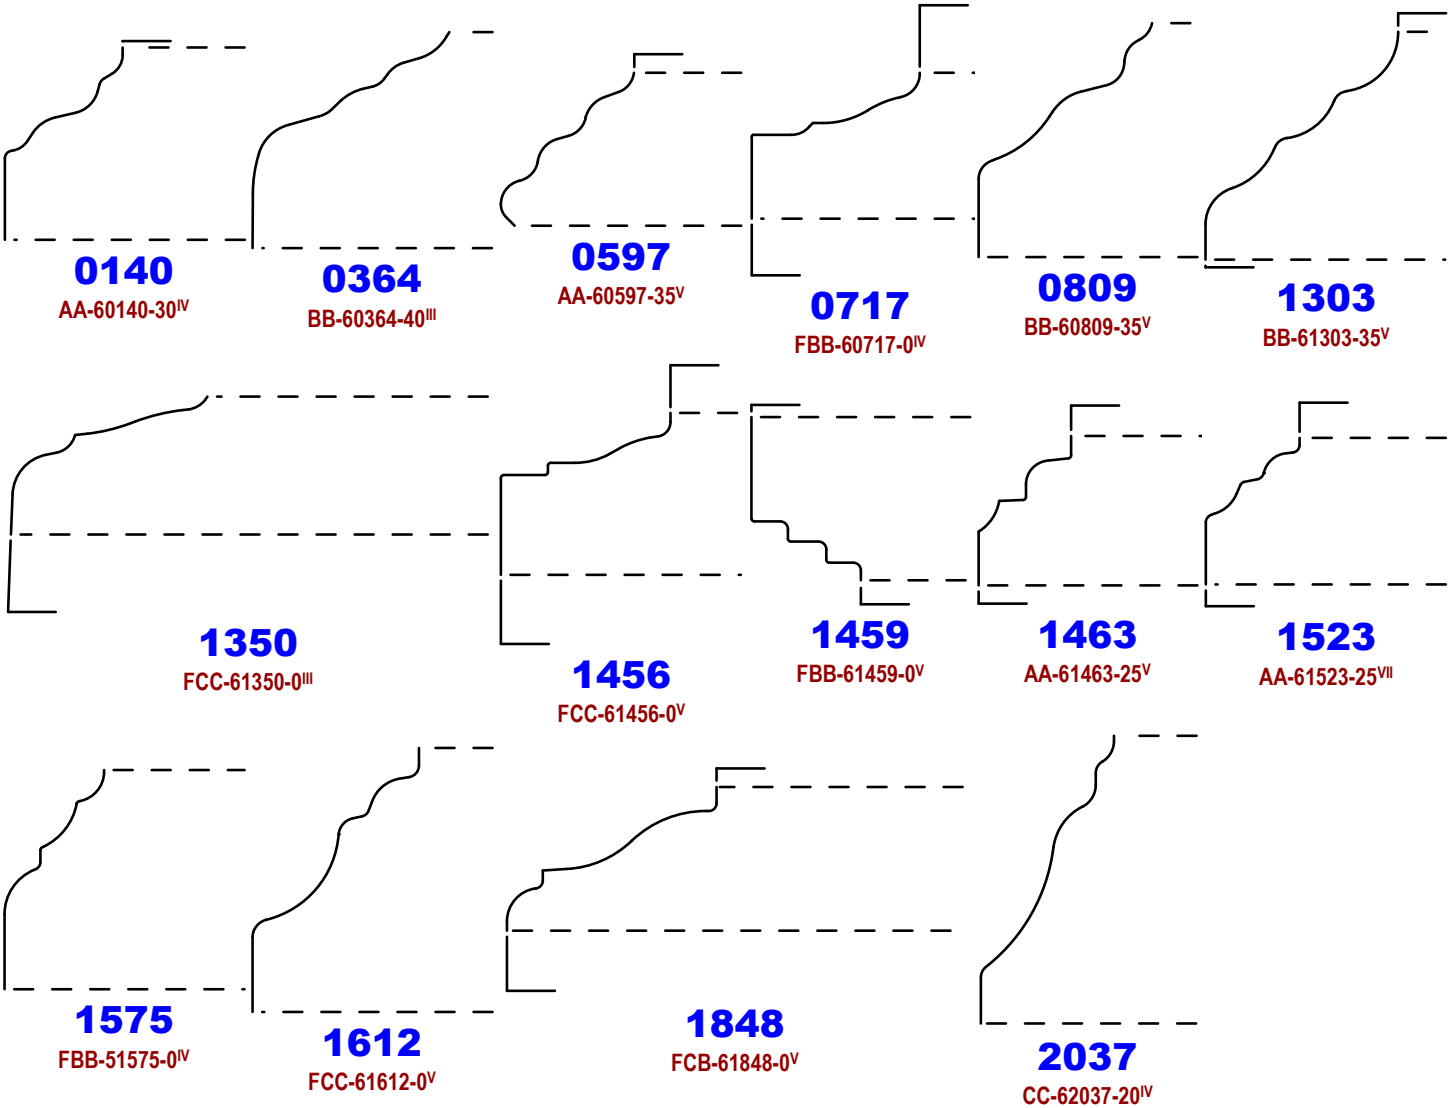 0140
AA-60140-30IV
0364
BB-60364-40III
0597
AA-60597-35V
0717
FBB-60717-0IV
0809
BB-60809-35V
1303
BB-61303-35V
1350
FCC-61350-0III
1456
FCC-61456-0V
1459
FBB-61459-0V
1463
AA-61463-25V
1523
AA-61523-25VII
1575
FBB-51575-0IV
1612
FCC-61612-0V
1848
FCB-61848-0V
2037
CC-62037-20IV